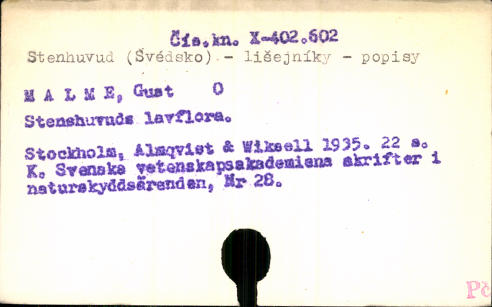 Čís.kn. X-402.602
Stenhuvud (Švédsko) - lišejníky - popisy
M A L M E, Gust O
Stenshuvuds lavflora.
Stockholm, Almqvist & Wiksell 1935. 22 s.
K. Svenska vetenskapsakademiens skrifter i
naturskyddsärenden, Nr 28.
Pč